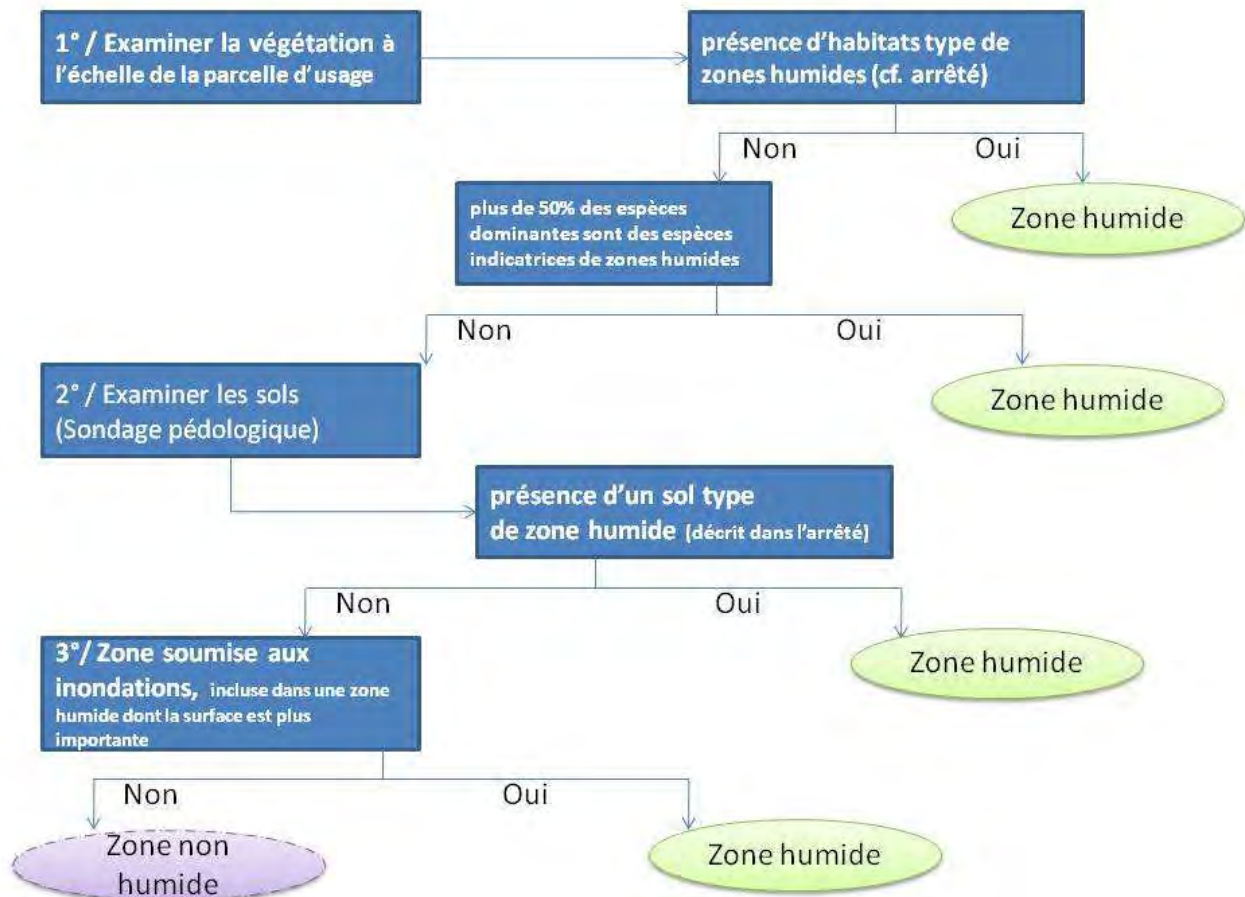 1° / Examiner la végétation à
l'échelle de la parcelle d'usage
présence d'habitats type de
zones humides (cf. arrêté)
Non
Oui
plus de 50% des espèces
dominantes sont des espèces
indicatrices de zones humides
Zone humide
Non
Oui
2° / Examiner les sols
(Sondage pédologique)
Zone humide
présence d'un sol type
de zone humide (décrit dans l'arrêté)
Non
Oui
3°/ Zone soumise aux
inondations, incluse dans une zone
humide dont la surface est plus
importante
Zone humide
Non
Oui
Zone non
humide
Zone humide